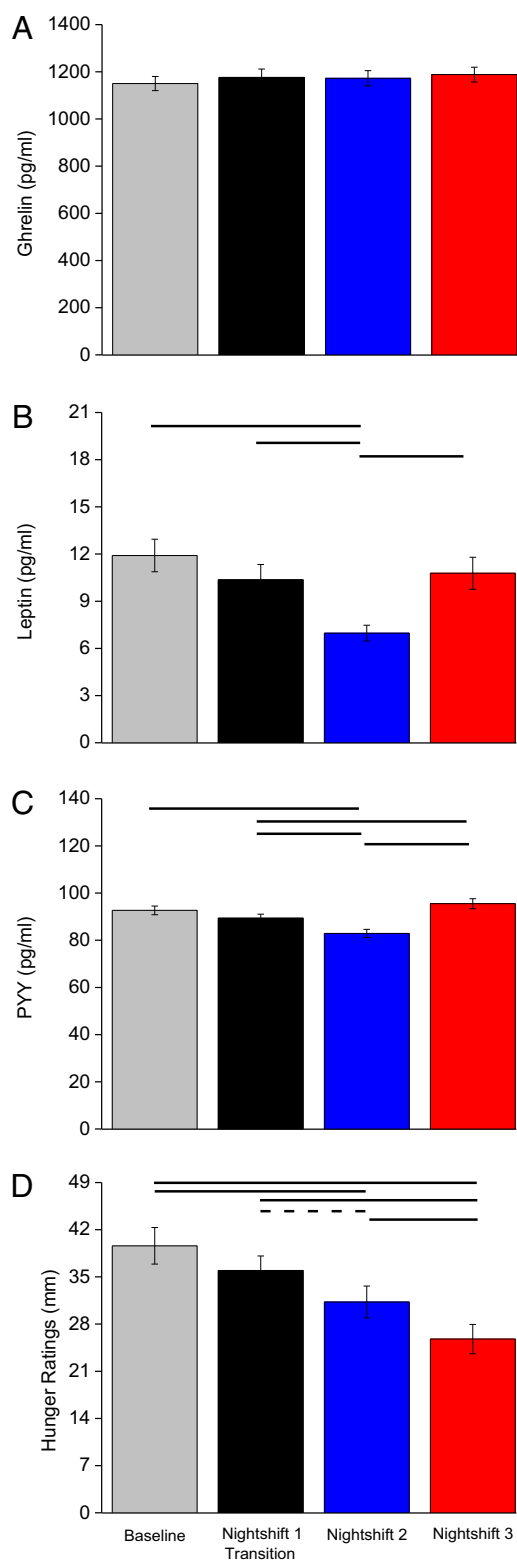 A
1400
1200
1000
800
600
400
200
0
Ghrelin (pg/ml)
B
21
18
15
12
9
6
3
0
Leptin (pg/ml)
C
140
120
100
80
60
40
20
0
PYY (pg/ml)
D
49
42
35
28
21
14
7
0
Hunger Ratings (mm)
Baseline
Nightshift 1
Transition
Nightshift 2
Nightshift 3